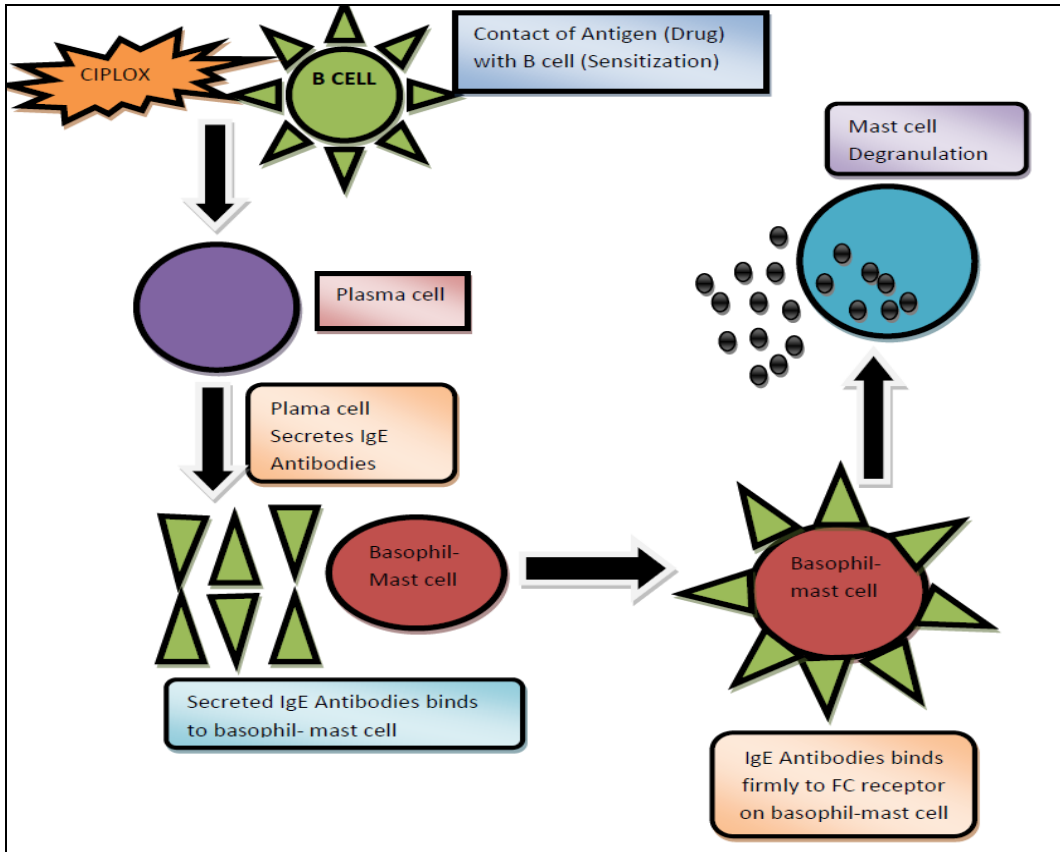 CIPLOX
B CELL
Contact of Antigen (Drug)
with B cell (Sensitization)
Mast cell
Degranulation
Plasma cell
Plama cell
Secretes IgE
Antibodies
Basophil-
Mast cell
Basophil-
mast cell
Secreted IgE Antibodies binds
to basophil- mast cell
IgE Antibodies binds
firmly to FC receptor
on basophil-mast cell